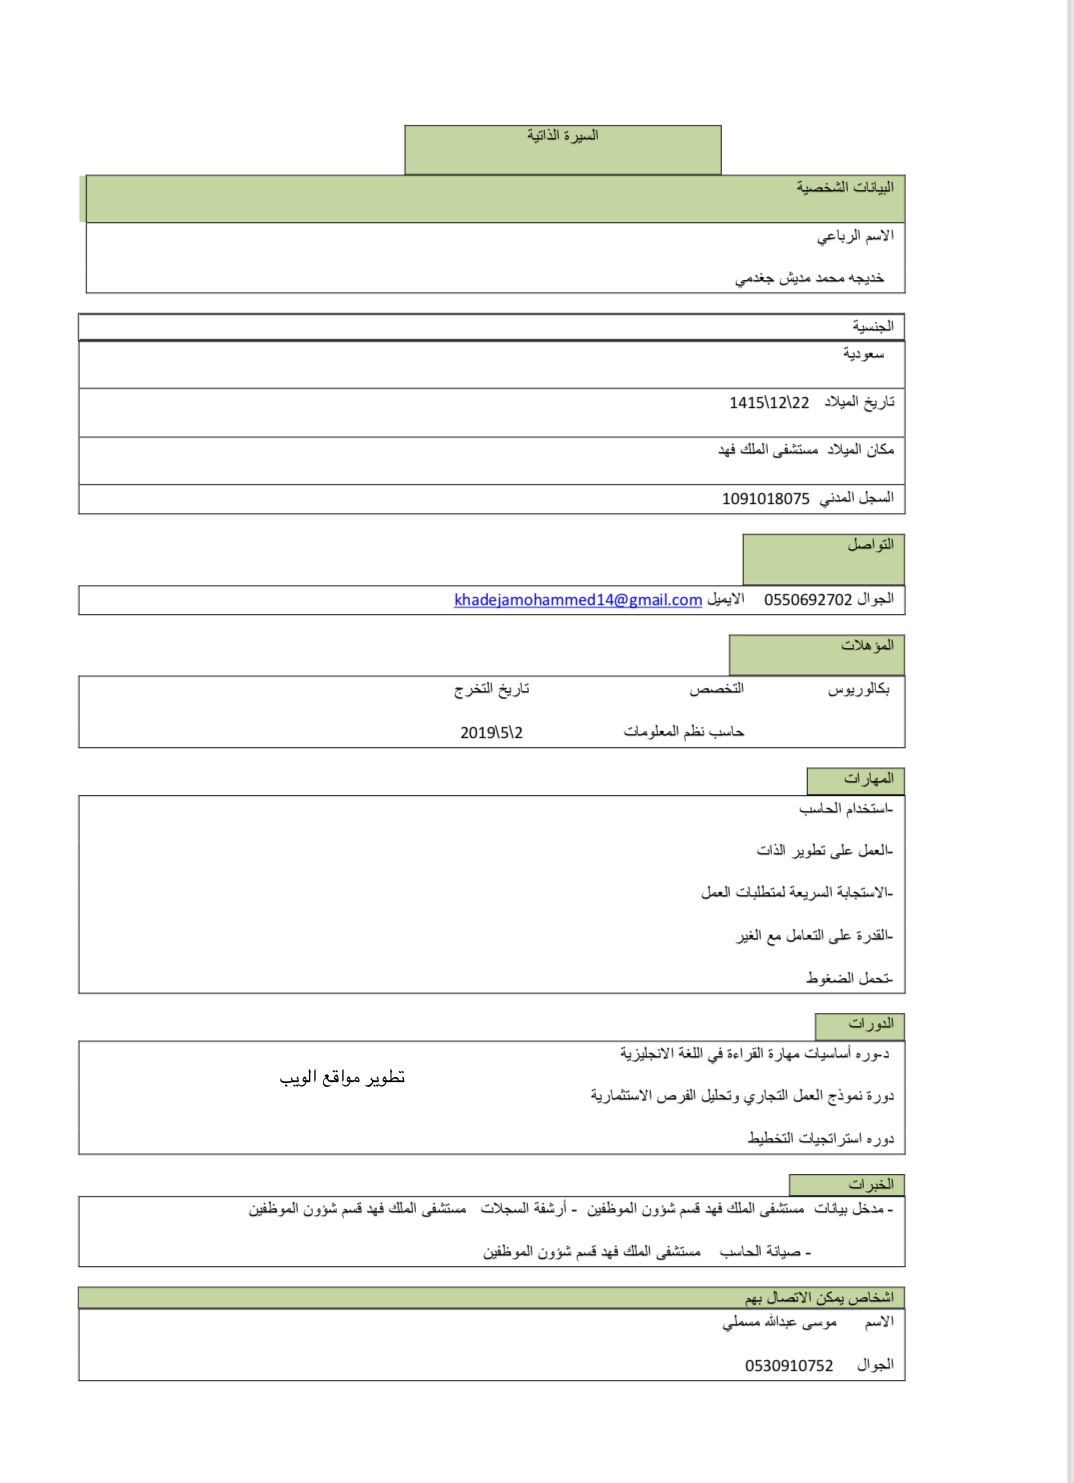 السيرة الذاتية
البيانات الشخصية
الاسم الرباعي
خديجه محمد مديش جغدمي
الجنسية
سعودية
تاريخ الميلاد 22\12\1415
مكان الميلاد مستشفى الملك فهد
السجل المدني 1091018075
التواصل
الجوال 0550692702 الايميل khadejamohammed14@gmail.com
المؤهلات
بكالوريوس التخصص تاريخ التخرج
حاسب نظم المعلومات 2\5\2019
المهارات
-استخدام الحاسب
-العمل على تطوير الذات
-الاستجابة السريعة لمتطلبات العمل
-القدرة على التعامل مع الغير
-تحمل الضغوط
الدورات
د-وره أساسيات مهارة القراءة في اللغة الانجليزية
تطوير مواقع الويب
دورة نموذج العمل التجاري وتحليل الفرص الاستثمارية
دوره استراتجيات التخطيط
الخبرات
- مدخل بيانات مستشفى الملك فهد قسم شؤون الموظفين - أرشفة السجلات مستشفى الملك فهد قسم شؤون الموظفين
- صيانة الحاسب مستشفى الملك فهد قسم شؤون الموظفين
اشخاص يمكن الاتصال بهم
الاسم موسى عبدالله مسملي
الجوال 0530910752